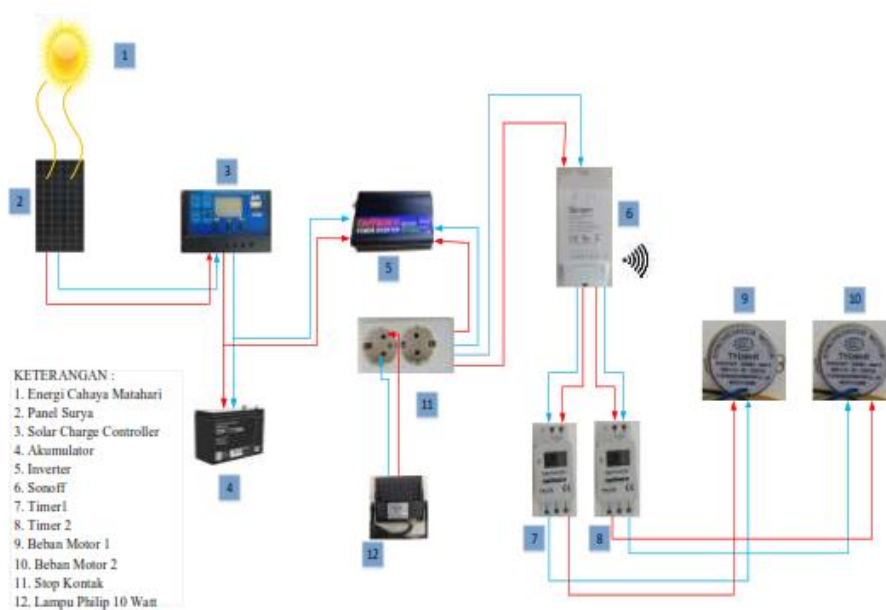 1
2
3
4
5
6
7
8
9
10
11
12
KETERANGAN :
1. Energi Cahaya Matahari
2. Panel Surya
3. Solar Charge Controller
4. Akumulator
5. Inverter
6. Sonoff
7. Timer1
8. Timer 2
9. Beban Motor 1
10. Beban Motor 2
11. Stop Kontak
12. Lampu Philip 10 Watt